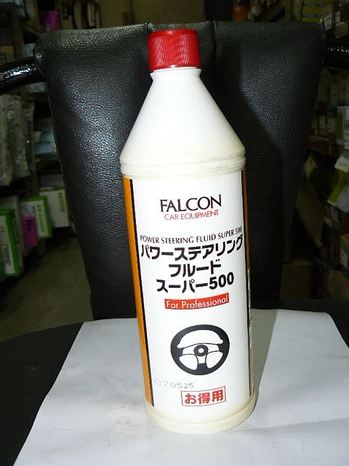 FALCON
CAR EQUIPMENT
POWER STEERING FLUID SUPER 500
パワーステアリング
フルード
スーパー500
For Professional
070525
お得用